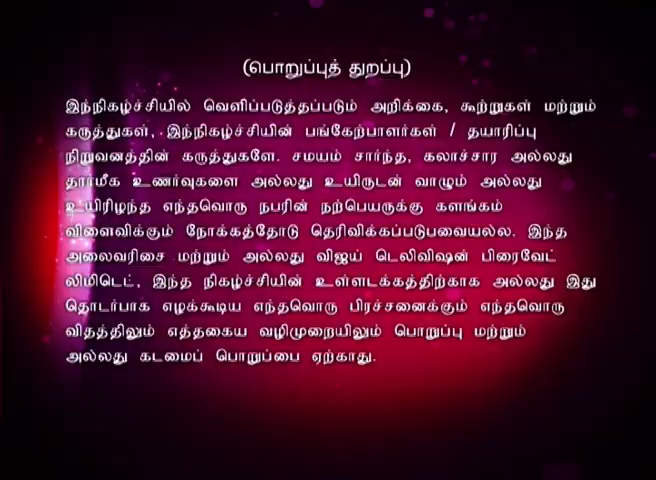 (பொறுப்புத் துறப்பு)
இந்நிகழ்ச்சியில் வெளிப்படுத்தப்படும் அறிக்கை, கூற்றுகள் மற்றும்
கருத்துகள், இந்நிகழ்ச்சியின் பங்கேற்பாளர்கள் / தயாரிப்பு
நிறுவனத்தின் கருத்துகளே. சமயம் சார்ந்த, கலாச்சார அல்லது
தார்மீக உணர்வுகளை அல்லது உயிருடன் வாழும் அல்லது
உயிரிழந்த எந்தவொரு நபரின் நற்பெயருக்கு களங்கம்
விளைவிக்கும் நோக்கத்தோடு தெரிவிக்கப்படுபவையல்ல. இந்த
அலைவரிசை மற்றும் அல்லது விஜய் டெலிவிஷன் பிரைவேட்
லிமிடெட், இந்த நிகழ்ச்சியின் உள்ளடக்கத்திற்காக அல்லது இது
தொடர்பாக எழக்கூடிய எந்தவொரு பிரச்சனைக்கும் எந்தவொரு
விதத்திலும் எத்தகைய வழிமுறையிலும் பொறுப்பு மற்றும்
அல்லது கடமைப் பொறுப்பை ஏற்காது.